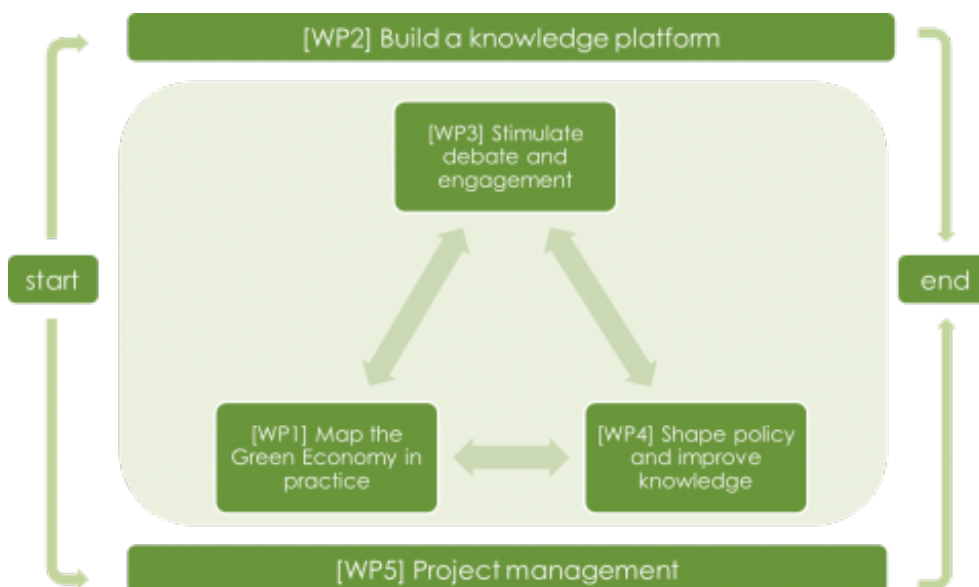 [WP2] Build a knowledge platform
[WP3] Stimulate
debate and
engagement
start
end
[WP1] Map the
Green Economy in
practice
[WP4] Shape policy
and improve
knowledge
[WP5] Project management